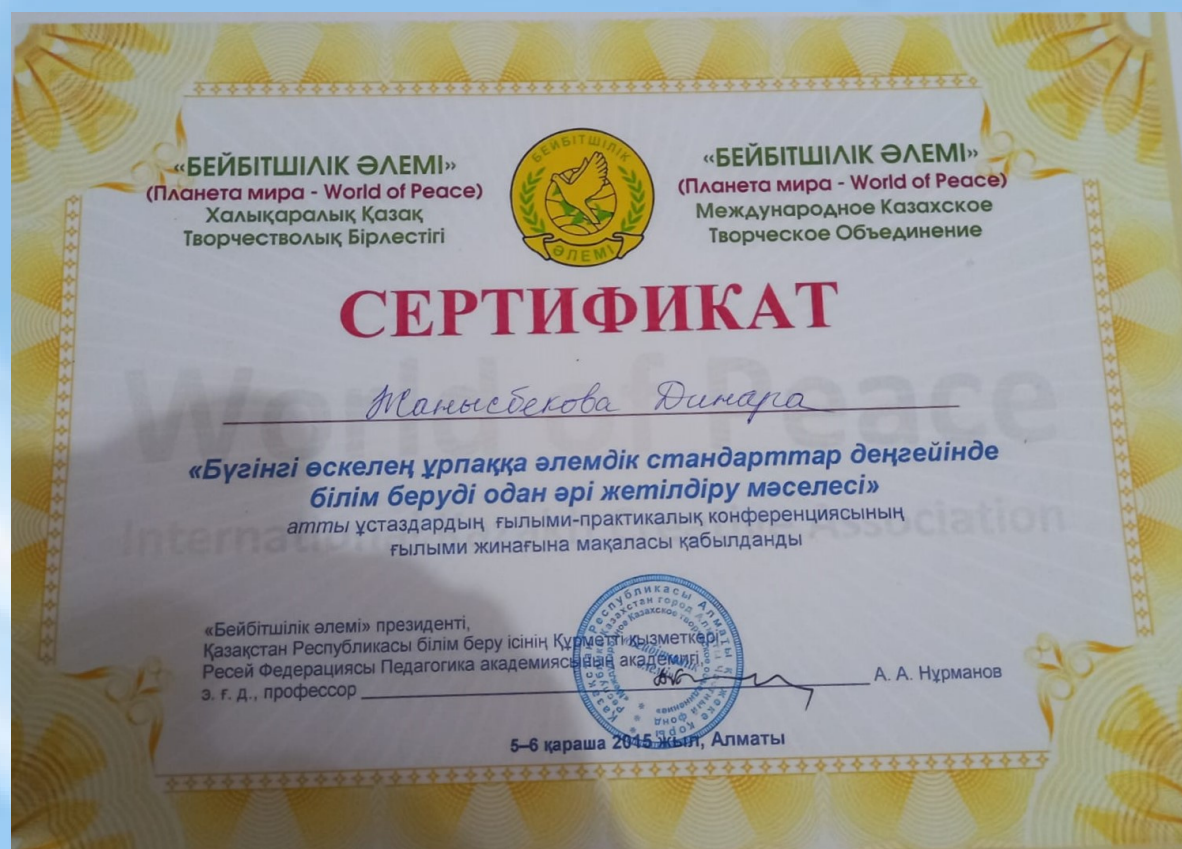 «БЕЙБІТШІЛІК ӘЛЕМІ»
(Планета мира - World of Peace)
Халықаралық Қазақ
Творчестволық Бірлестігі
БЕЙБІТШІЛІК
ӘЛЕМІ
«БЕЙБІТШІЛІК ӘЛЕМІ»
(Планета мира - World of Peace)
Международное Казахское
Творческое Объединение
СЕРТИФИКАТ
World of Peace
Жанысбекова Динара
«Бүгінгі өскелең ұрпаққа әлемдік стандарттар деңгейінде
білім беруді одан әрі жетілдіру мәселесі»
атты ұстаздардың ғылыми-практикалық конференциясының
ғылыми жинағына мақаласы қабылданды
International Association
«Бейбітшілік әлемі» президенті,
Қазақстан Республикасы білім беру ісінің Құрметті қызметкері,
Ресей Федерациясы Педагогика академиясының академигі,
з. ғ. д., профессор А. А. Нұрманов
5–6 қараша 2015 жыл, Алматы